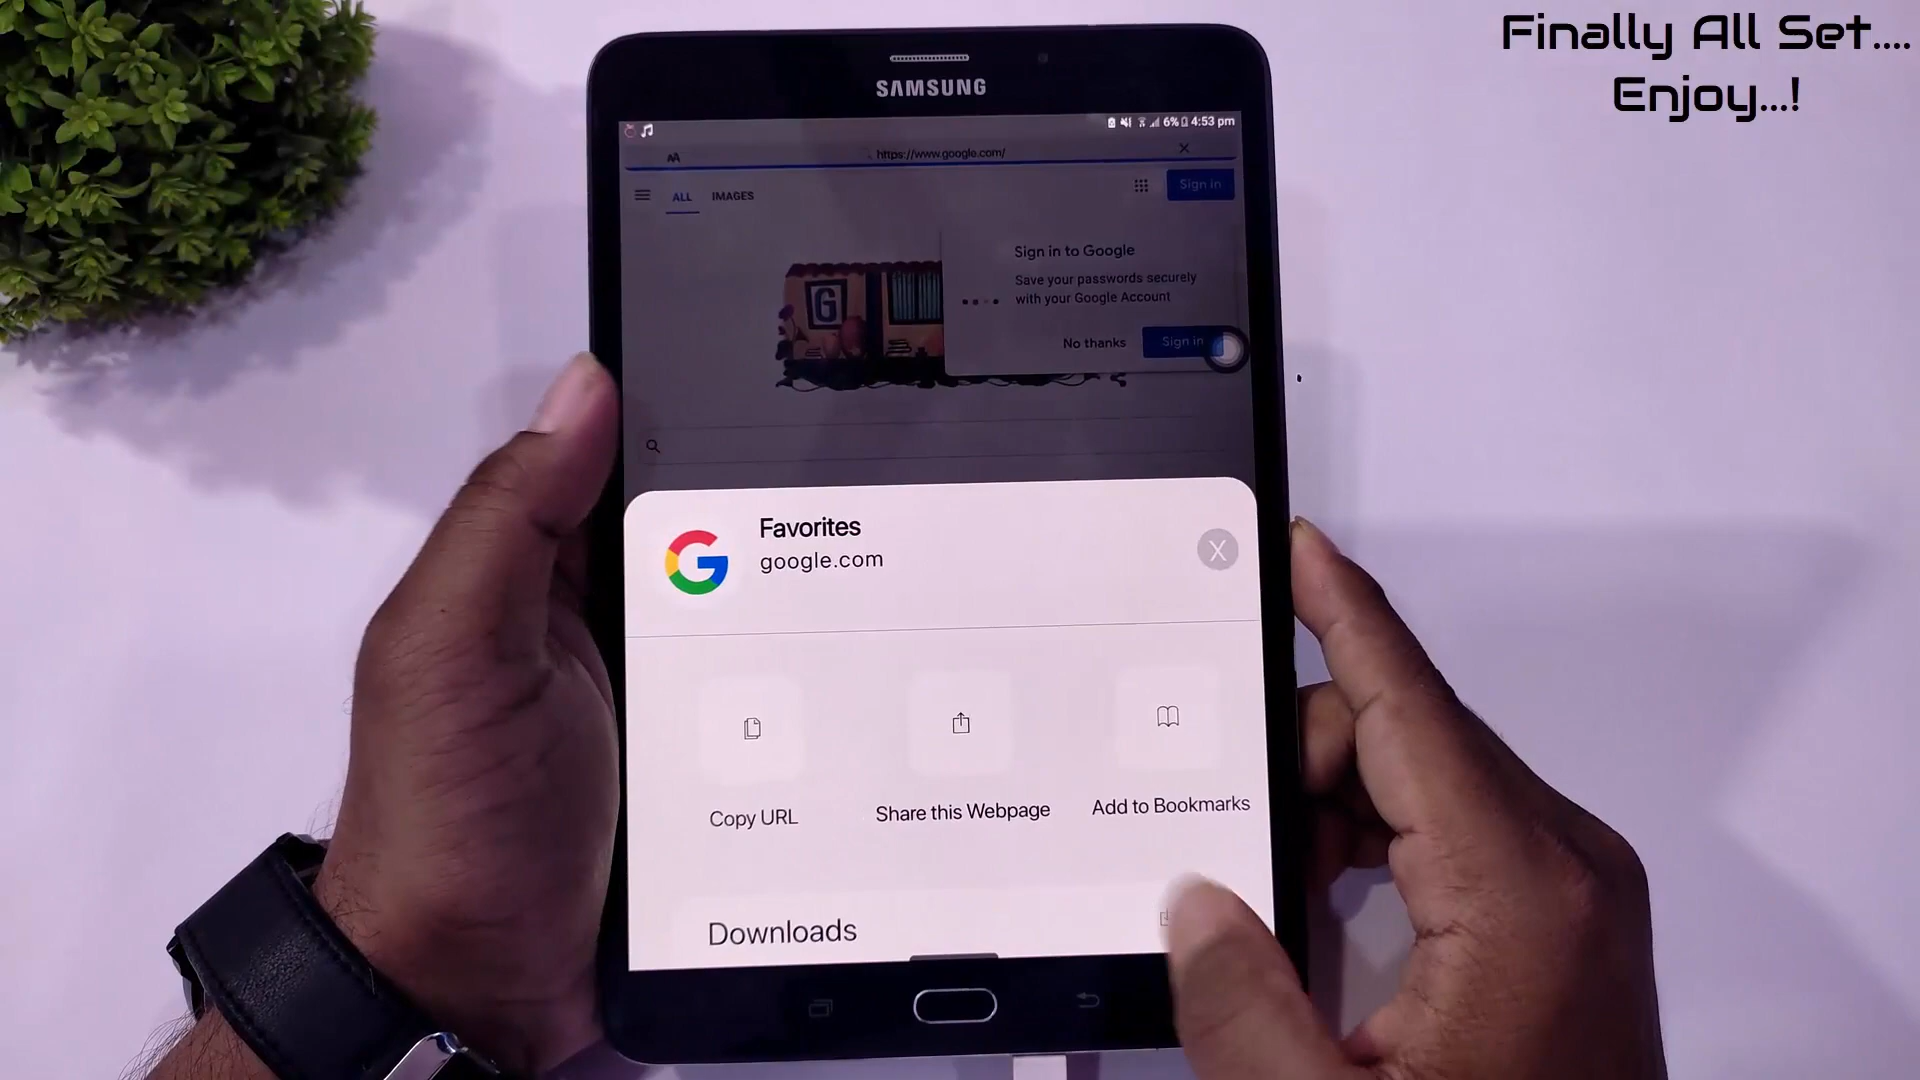 Finally All Set....
Enjoy...!
SAMSUNG
6% 4:53 pm
AA
https://www.google.com/
X
ALL IMAGES
Sign in
Sign in to Google
Save your passwords securely
with your Google Account
No thanks
Sign in
G
Favorites
google.com
X
Copy URL
Share this Webpage
Add to Bookmarks
Downloads